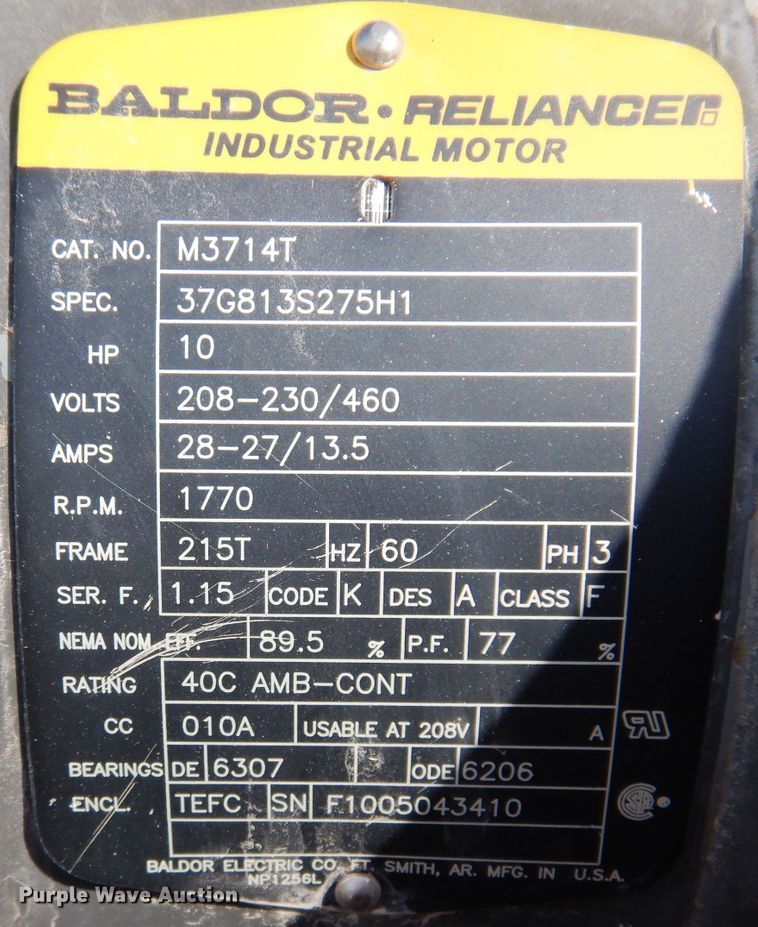 BALDOR • RELIANCER
INDUSTRIAL MOTOR
CAT. NO. M3714T
SPEC. 37G813S275H1
HP 10
VOLTS 208-230/460
AMPS 28-27/13.5
R.P.M. 1770
FRAME 215T HZ 60 PH 3
SER. F. 1.15 CODE K DES A CLASS F
NEMA NOM. EFF. 89.5 % P.F. 77 %
RATING 40C AMB-CONT
CC 010A USABLE AT 208V A
BEARINGS DE 6307 ODE 6206
ENCL. TEFC SN F1005043410
BALDOR ELECTRIC CO. FT. SMITH, AR. MFG. IN U.S.A.
NP1256L
Purple Wave Auction